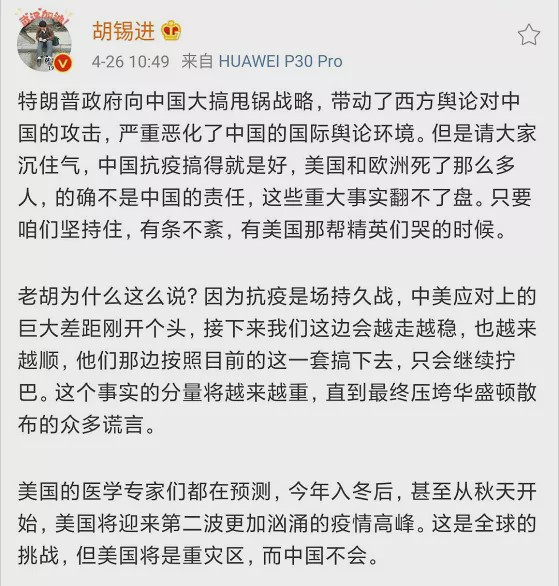 武汉加油！
胡锡进
4-26 10:49 来自 HUAWEI P30 Pro
特朗普政府向中国大搞甩锅战略，带动了西方舆论对中
国的攻击，严重恶化了中国的国际舆论环境。但是请大家
沉住气，中国抗疫搞得就是好，美国和欧洲死了那么多
人，的确不是中国的责任，这些重大事实翻不了盘。只要
咱们坚持住，有条不紊，有美国那帮精英们哭的时候。
老胡为什么这么说？因为抗疫是场持久战，中美应对上的
巨大差距刚开个头，接下来我们这边会越走越稳，也越来
越顺，他们那边按照目前的这一套搞下去，只会继续拧
巴。这个事实的分量将越来越重，直到最终压垮华盛顿散
布的众多谎言。
美国的医学专家们都在预测，今年入冬后，甚至从秋天开
始，美国将迎来第二波更加汹涌的疫情高峰。这是全球的
挑战，但美国将是重灾区，而中国不会。